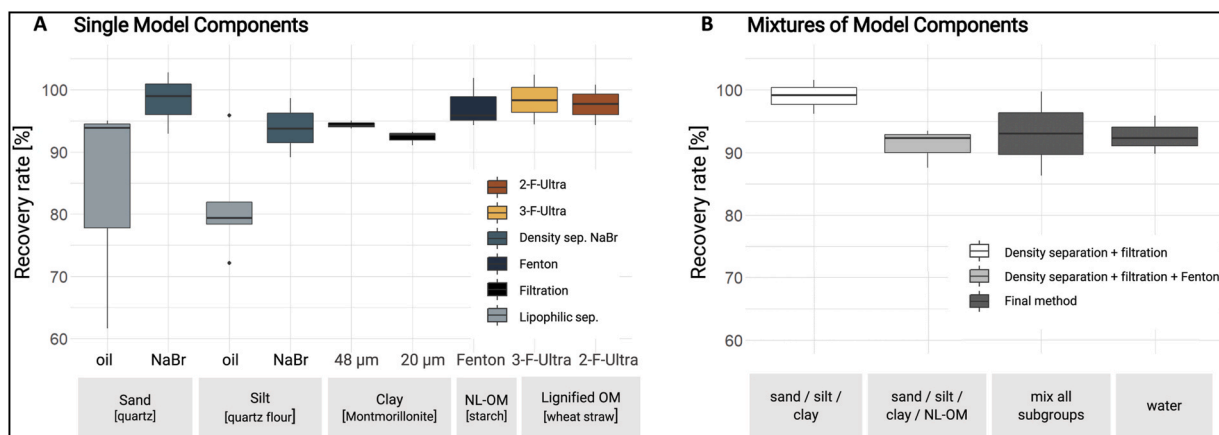 A Single Model Components
Recovery rate [%]
100
90
80
70
60
2-F-Ultra
3-F-Ultra
Density sep. NaBr
Fenton
Filtration
Lipophilic sep.
oil NaBr oil NaBr 48 µm 20 µm Fenton 3-F-Ultra 2-F-Ultra
Sand
[quartz]
Silt
[quartz flour]
Clay
[Montmorillonite]
NL-OM
[starch]
Lignified OM
[wheat straw]
B Mixtures of Model Components
Recovery rate [%]
100
90
80
70
60
Density separation + filtration
Density separation + filtration + Fenton
Final method
sand / silt /
clay
sand / silt /
clay / NL-OM
mix all
subgroups
water